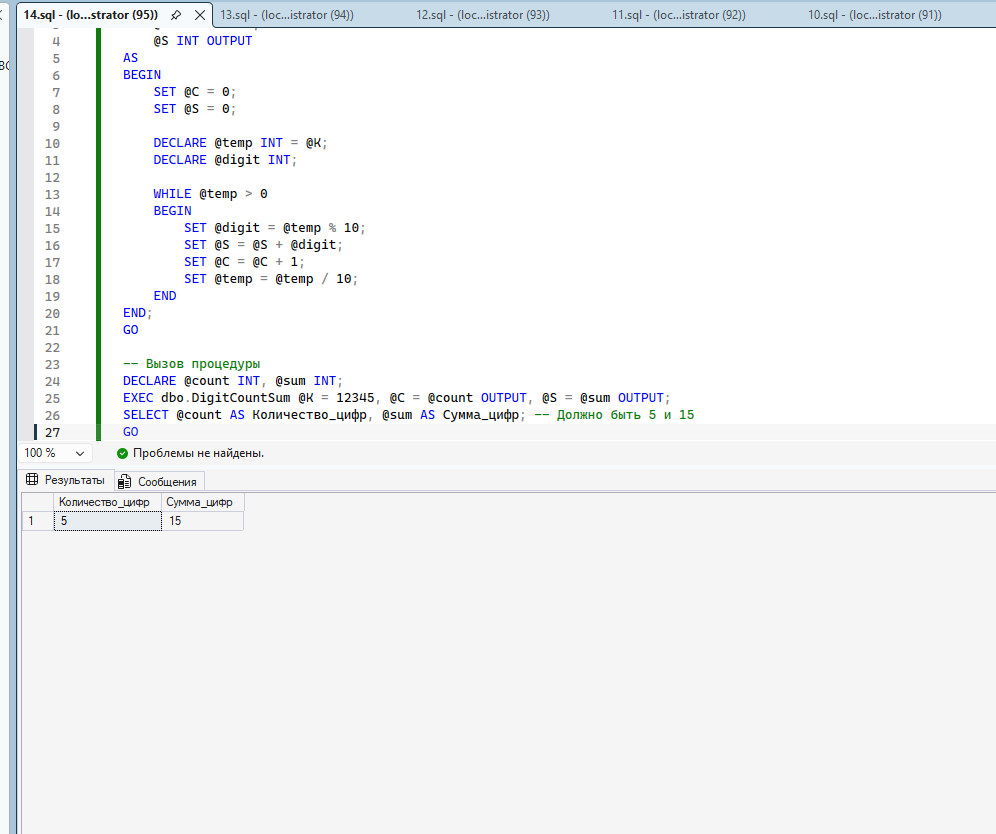 14.sql - (lo...strator (95)) 13.sql - (loc...istrator (94)) 12.sql - (loc...istrator (93)) 11.sql - (loc...istrator (92)) 10.sql - (loc...istrator (91))
4 @S INT OUTPUT
5 AS
6 BEGIN
7 SET @C = 0;
8 SET @S = 0;
9
10 DECLARE @temp INT = @K;
11 DECLARE @digit INT;
12
13 WHILE @temp > 0
14 BEGIN
15 SET @digit = @temp % 10;
16 SET @S = @S + @digit;
17 SET @C = @C + 1;
18 SET @temp = @temp / 10;
19 END
20 END;
21 GO
22
23 -- Вызов процедуры
24 DECLARE @count INT, @sum INT;
25 EXEC dbo.DigitCountSum @K = 12345, @C = @count OUTPUT, @S = @sum OUTPUT;
26 SELECT @count AS Количество_цифр, @sum AS Сумма_цифр; -- Должно быть 5 и 15
27 GO
100 % Проблемы не найдены.
Результаты Сообщения
Количество_цифр Сумма_цифр
1 5 15